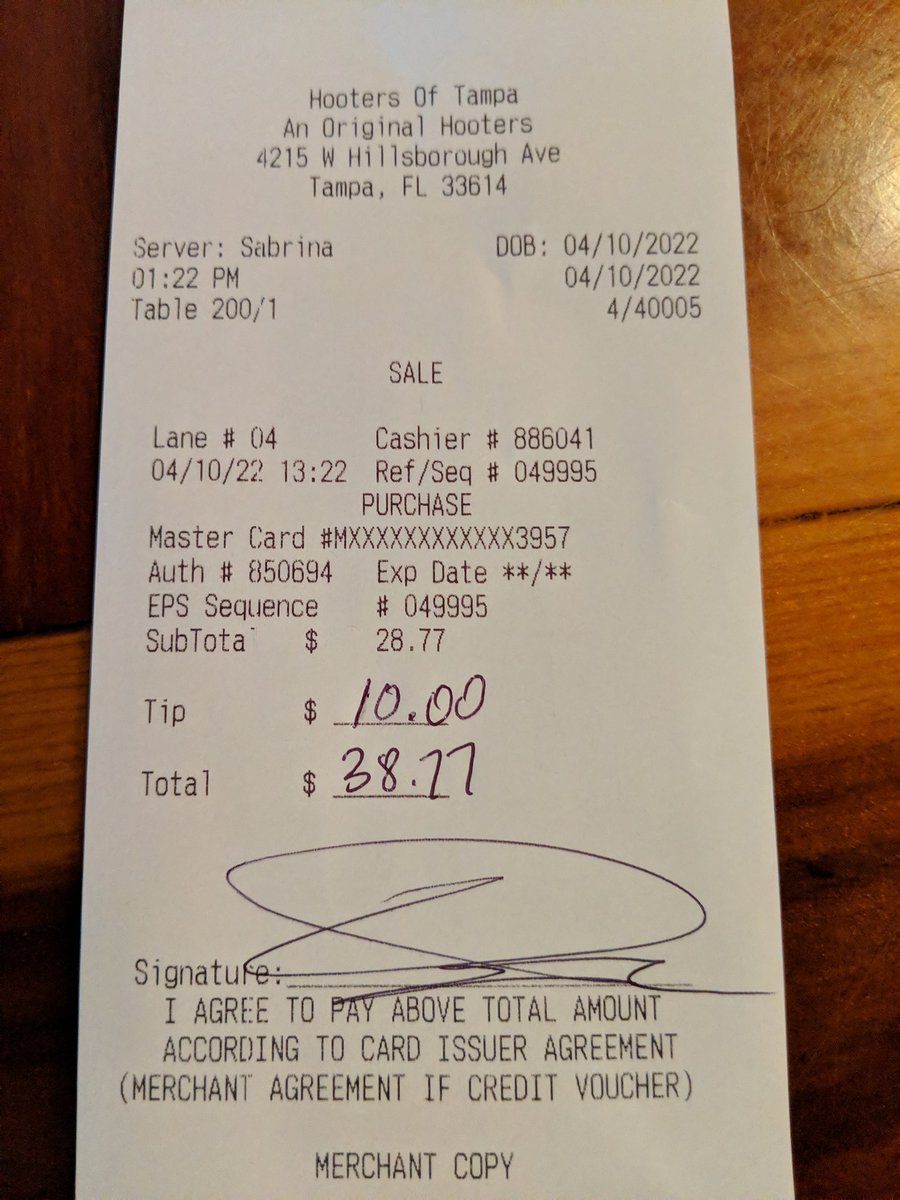 Hooters Of Tampa
An Original Hooters
4215 W Hillsborough Ave
Tampa, FL 33614
Server: Sabrina DOB: 04/10/2022
01:22 PM 04/10/2022
Table 200/1 4/40005
SALE
Lane # 04 Cashier # 886041
04/10/22 13:22 Ref/Seq # 049995
PURCHASE
Master Card #MXXXXXXXXXXXX3957
Auth # 850694 Exp Date **/**
EPS Sequence # 049995
SubTotal $ 28.77
Tip $ 10.00
Total $ 38.77
Signature:
I AGREE TO PAY ABOVE TOTAL AMOUNT
ACCORDING TO CARD ISSUER AGREEMENT
(MERCHANT AGREEMENT IF CREDIT VOUCHER)
MERCHANT COPY